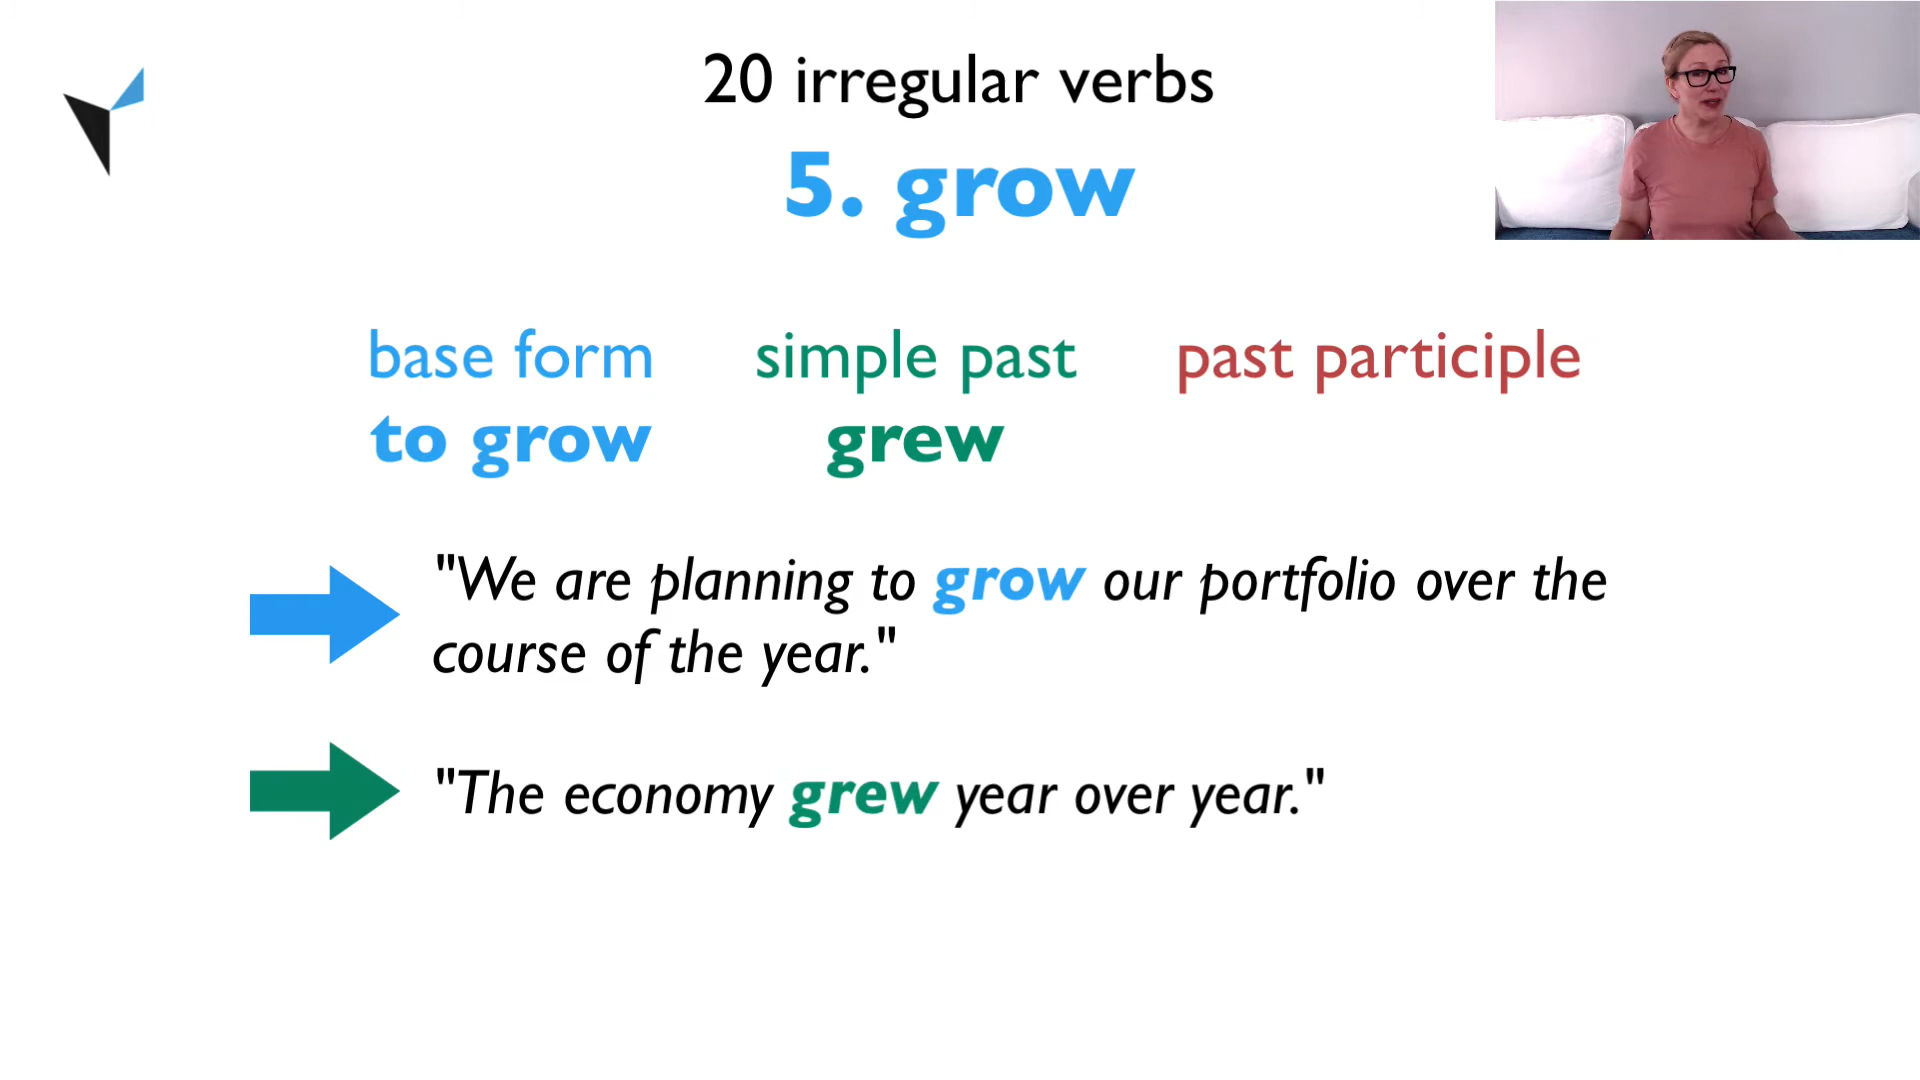 20 irregular verbs
5. grow
base form simple past past participle
to grow grew
"We are planning to grow our portfolio over the
course of the year."
"The economy grew year over year."